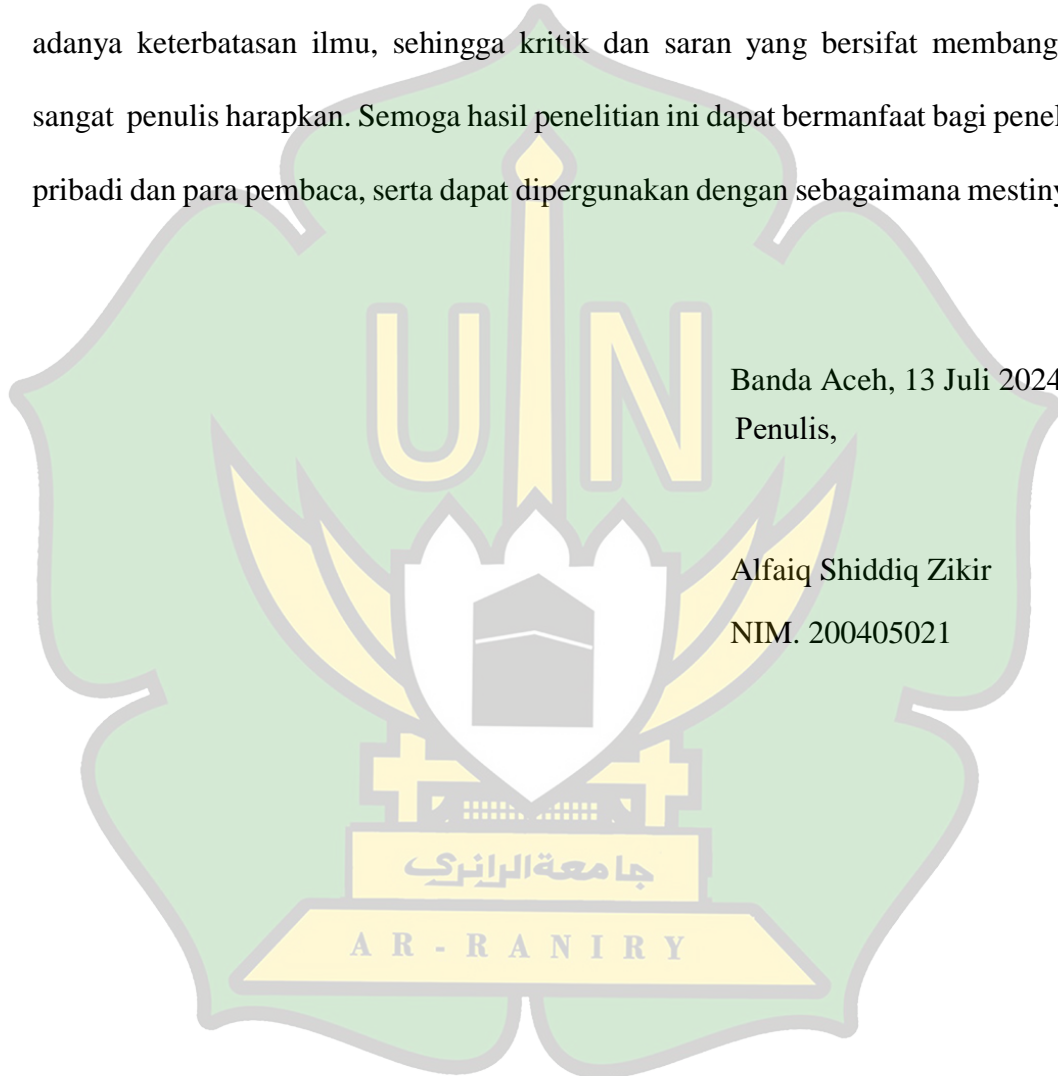 adanya keterbatasan ilmu, sehingga kritik dan saran yang bersifat membang
sangat penulis harapkan. Semoga hasil penelitian ini dapat bermanfaat bagi penel
pribadi dan para pembaca, serta dapat dipergunakan dengan sebagaimana mestiny
UIN
Banda Aceh, 13 Juli 2024
Penulis,
Alfaiq Shiddiq Zikir
NIM. 200405021
جامعةالرانري
AR-RANIRY